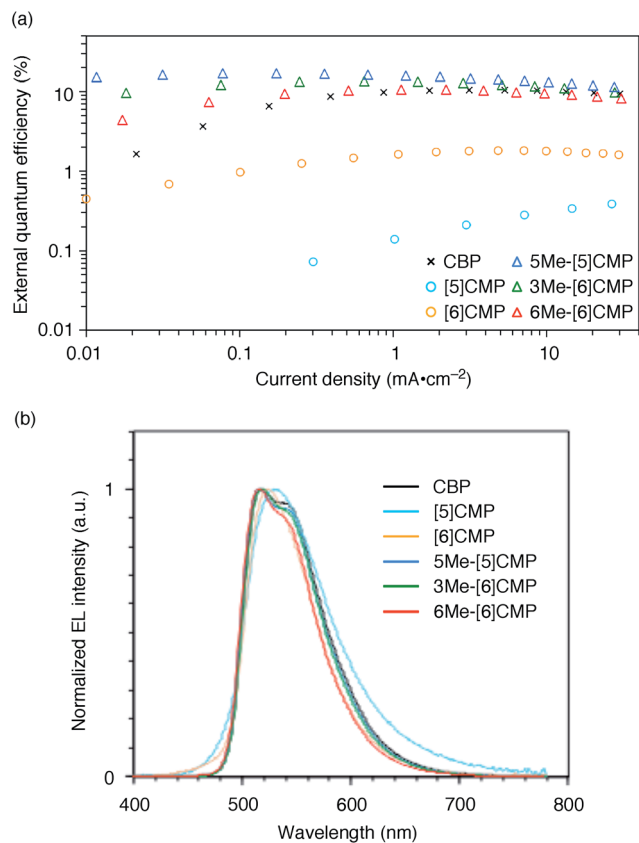 (a)
External quantum efficiency (%)
10
1
0.1
0.01
0.01
0.1
1
10
Current density (mA•cm−2)
× CBP
[5]CMP
[6]CMP
5Me-[5]CMP
3Me-[6]CMP
6Me-[6]CMP
(b)
Normalized EL intensity (a.u.)
1
0
400
500
600
700
800
Wavelength (nm)
CBP
[5]CMP
[6]CMP
5Me-[5]CMP
3Me-[6]CMP
6Me-[6]CMP